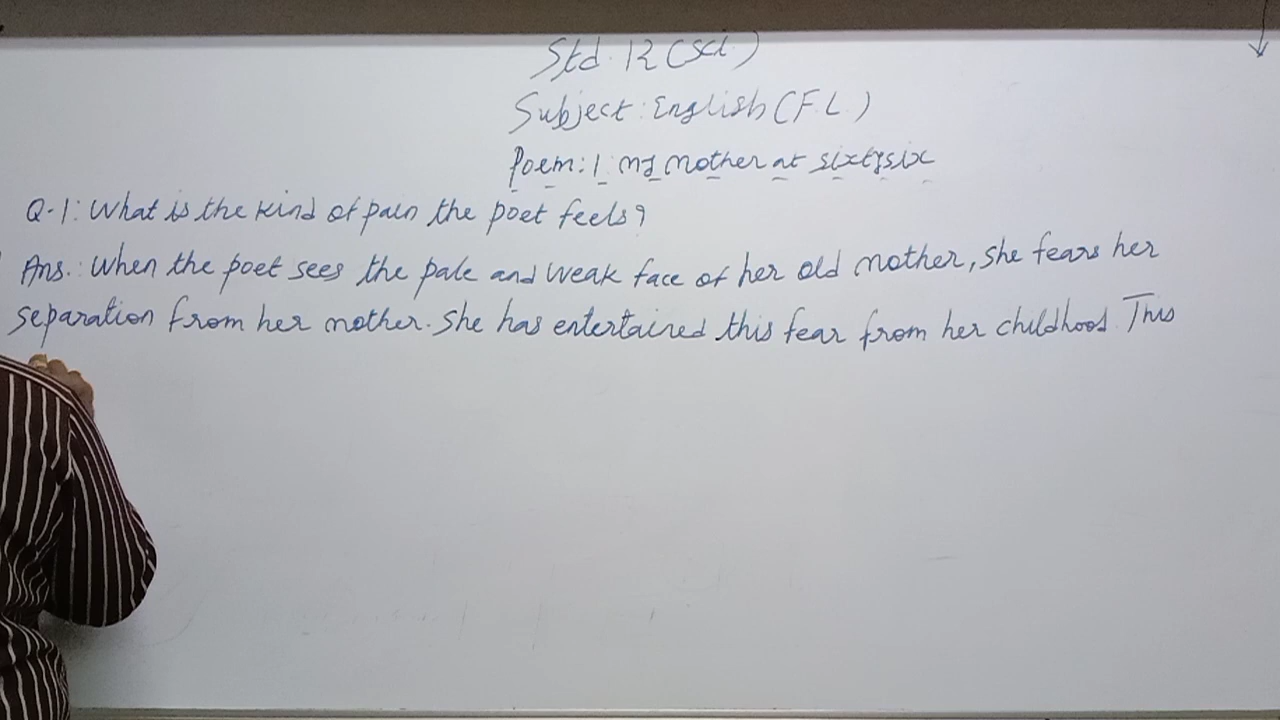 Std. 12 (Sci.)
Subject: English (F.L.)
Poem: 1. My Mother at sixty six
Q-1: What is the kind of pain the poet feels?
Ans.: When the poet sees the pale and weak face of her old mother, she fears her
separation from her mother. She has entertained this fear from her childhood. This